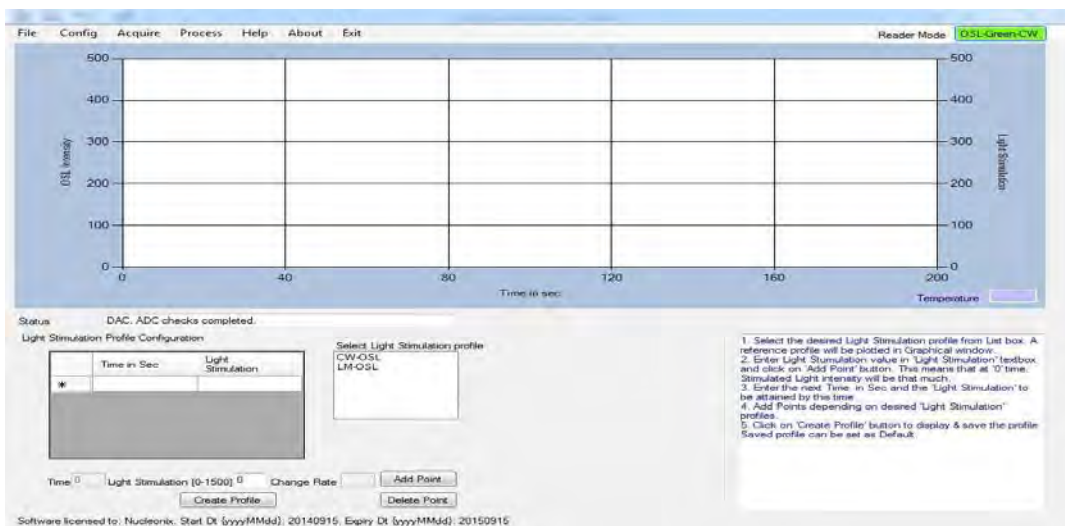 File Config Acquire Process Help About Exit
Reader Mode OSL-Green-CW
500 500
400 400
300 300
200 200
100 100
0 0
OSL Intensity
Light Stimulation
0 40 80 120 160 200
Time in sec
Temperature
Status DAC, ADC checks completed.
Light Stimulation Profile Configuration
Time in Sec Light Stimulation
*
Select Light Stimulation profile
CW-OSL
LM-OSL
1. Select the desired Light Stimulation profile from List box. A
reference profile will be plotted in Graphical window.
2. Enter Light Stumulation value in 'Light Stimulation' textbox
and click on 'Add Point' button. This means that at '0' time.
Stimulated Light intensity will be that much.
3. Enter the next Time in Sec and the 'Light Stimulation' to
be attained by this time
4. Add Points depending on desired 'Light Stimulation'
profiles.
5. Click on 'Create Profile' button to display & save the profile
Saved profile can be set as Default
Time 0 Light Stimulation [0-1500] 0 Change Rate Add Point
Create Profile Delete Point
Software licensed to: Nucleonix. Start Dt {yyyyMMdd}: 20140915. Expiry Dt {yyyyMMdd}: 20150915